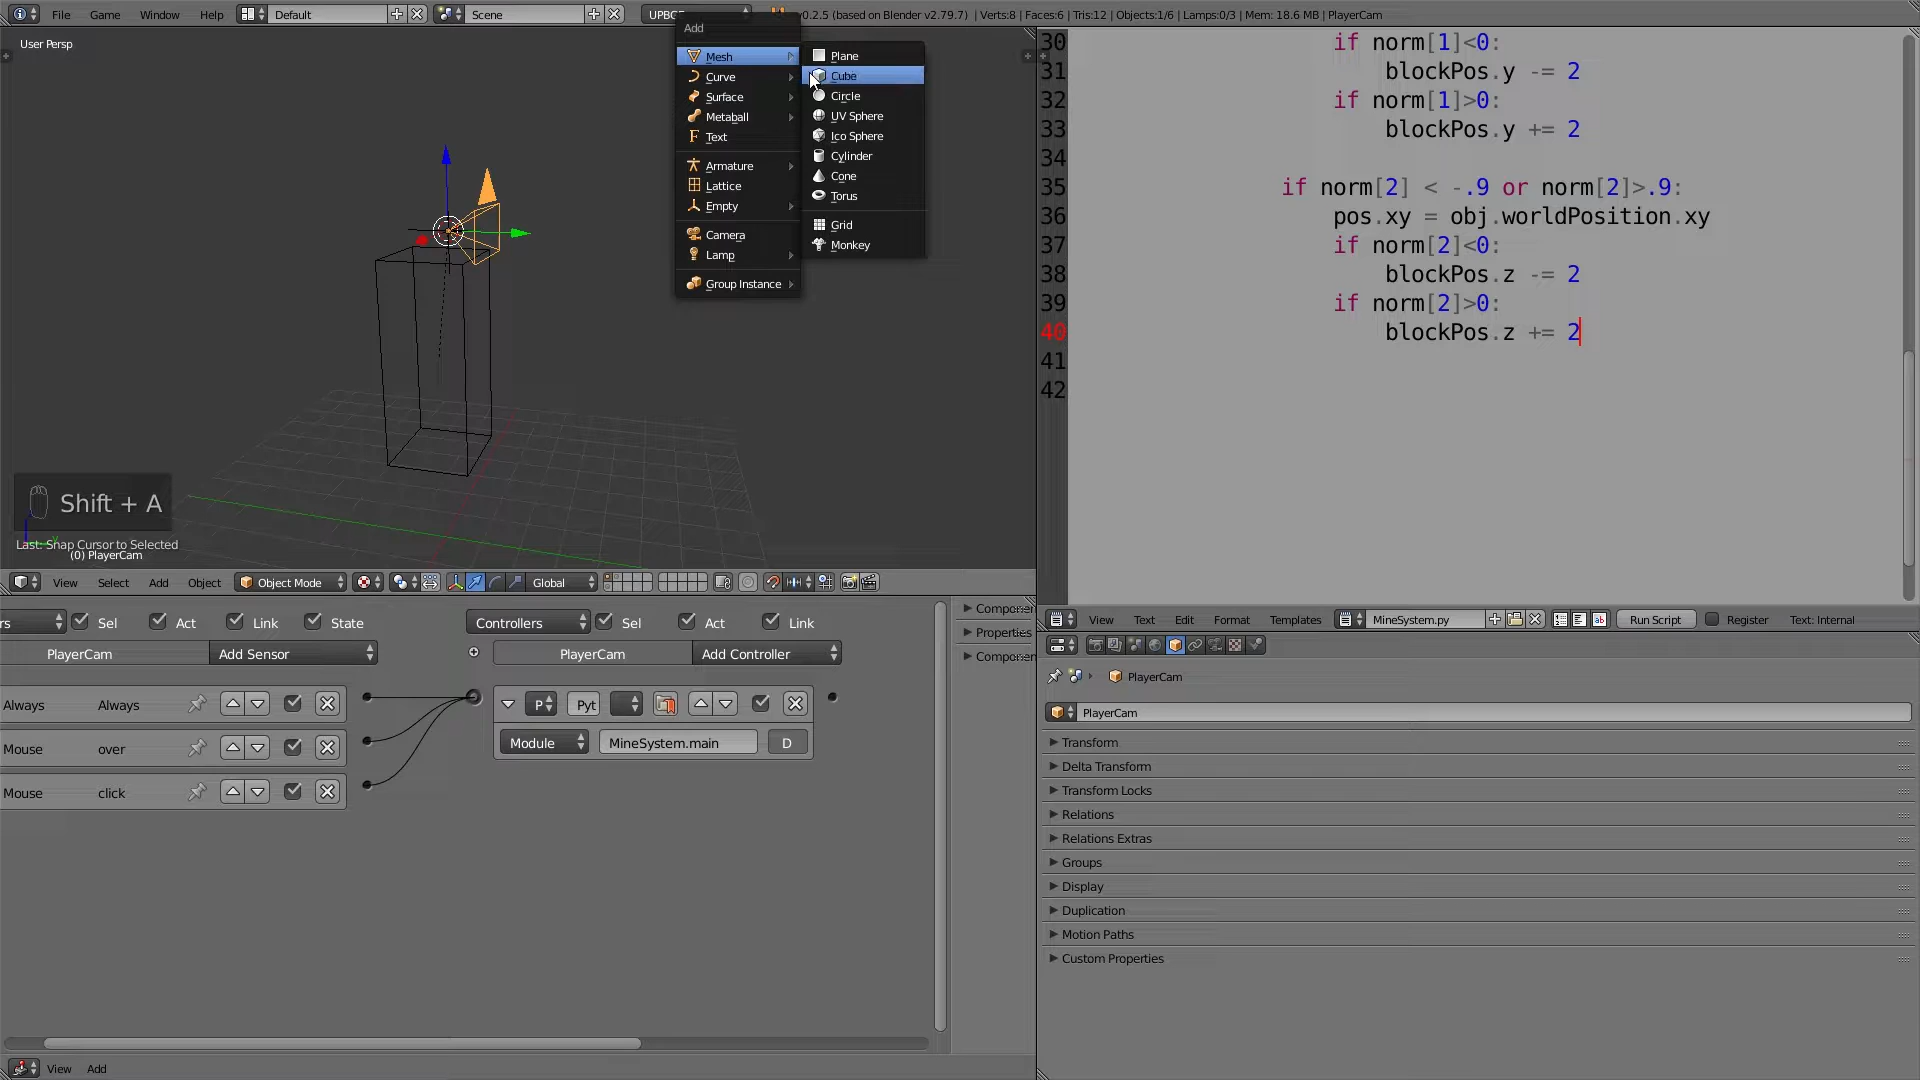 File Game Window Help Default Scene UPBGE v0.2.5 (based on Blender v2.79.7) | Verts:8 | Faces:6 | Tris:12 | Objects:1/6 | Lamps:0/3 | Mem: 18.6 MB | PlayerCam
User Persp
Add
Mesh
Curve
Surface
Metaball
Text
Armature
Lattice
Empty
Camera
Lamp
Group Instance
Plane
Cube
Circle
UV Sphere
Ico Sphere
Cylinder
Cone
Torus
Grid
Monkey
Shift + A
Last: Snap Cursor to Selected
(0) PlayerCam
View Select Add Object Object Mode Global
30 if norm[1]<0:
31 blockPos.y -= 2
32 if norm[1]>0:
33 blockPos.y += 2
34
35 if norm[2] < -.9 or norm[2]>.9:
36 pos.xy = obj.worldPosition.xy
37 if norm[2]<0:
38 blockPos.z -= 2
39 if norm[2]>0:
40 blockPos.z += 2
41
42
View Text Edit Format Templates MineSystem.py Run Script Register Text: Internal
rs Sel Act Link State Controllers Sel Act Link
PlayerCam Add Sensor PlayerCam Add Controller
Always Always
Mouse over
Mouse click
P Pyt
Module MineSystem.main D
Componen
Properties
Componen
View Add
PlayerCam
PlayerCam
Transform
Delta Transform
Transform Locks
Relations
Relations Extras
Groups
Display
Duplication
Motion Paths
Custom Properties